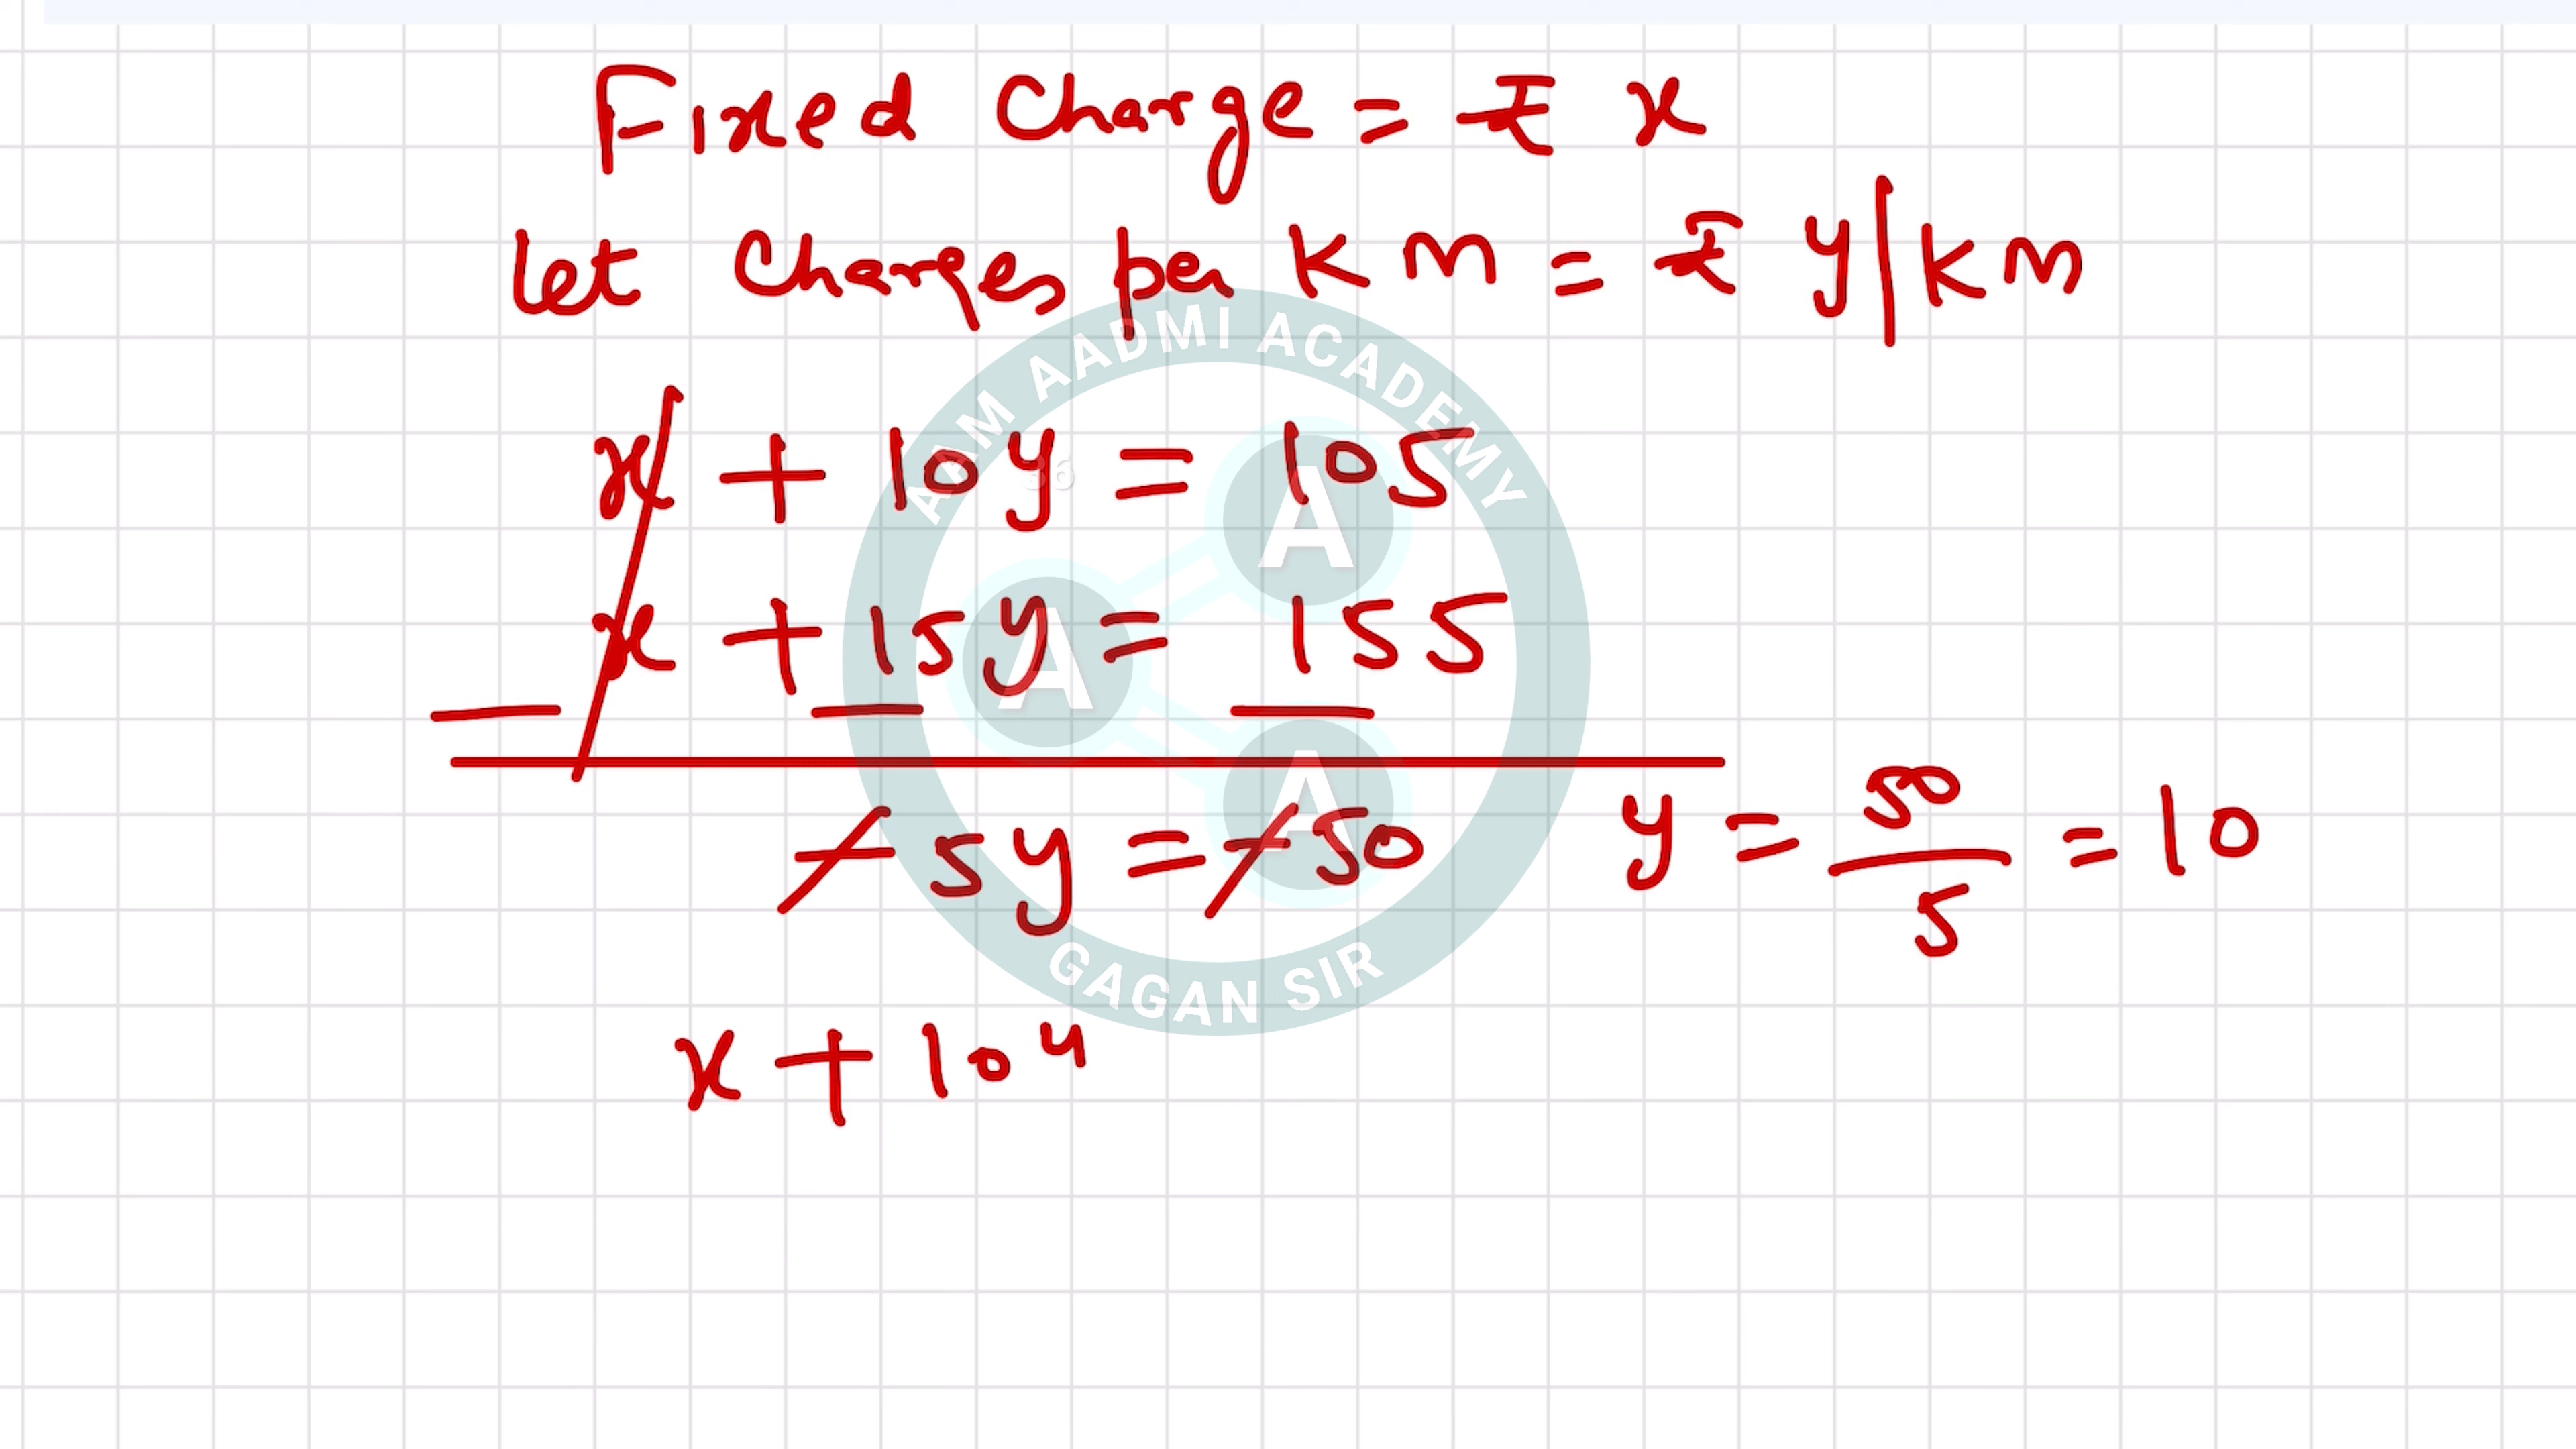 Fixed Charge = ₹ x
let Charges per Km = ₹ y/Km
AAM AADMI ACADEMY
x + 10y = 105
36
A
x + 15y = 155
A
A
-5y = -50 y = 50/5 = 10
GAGAN SIR
x + 10y